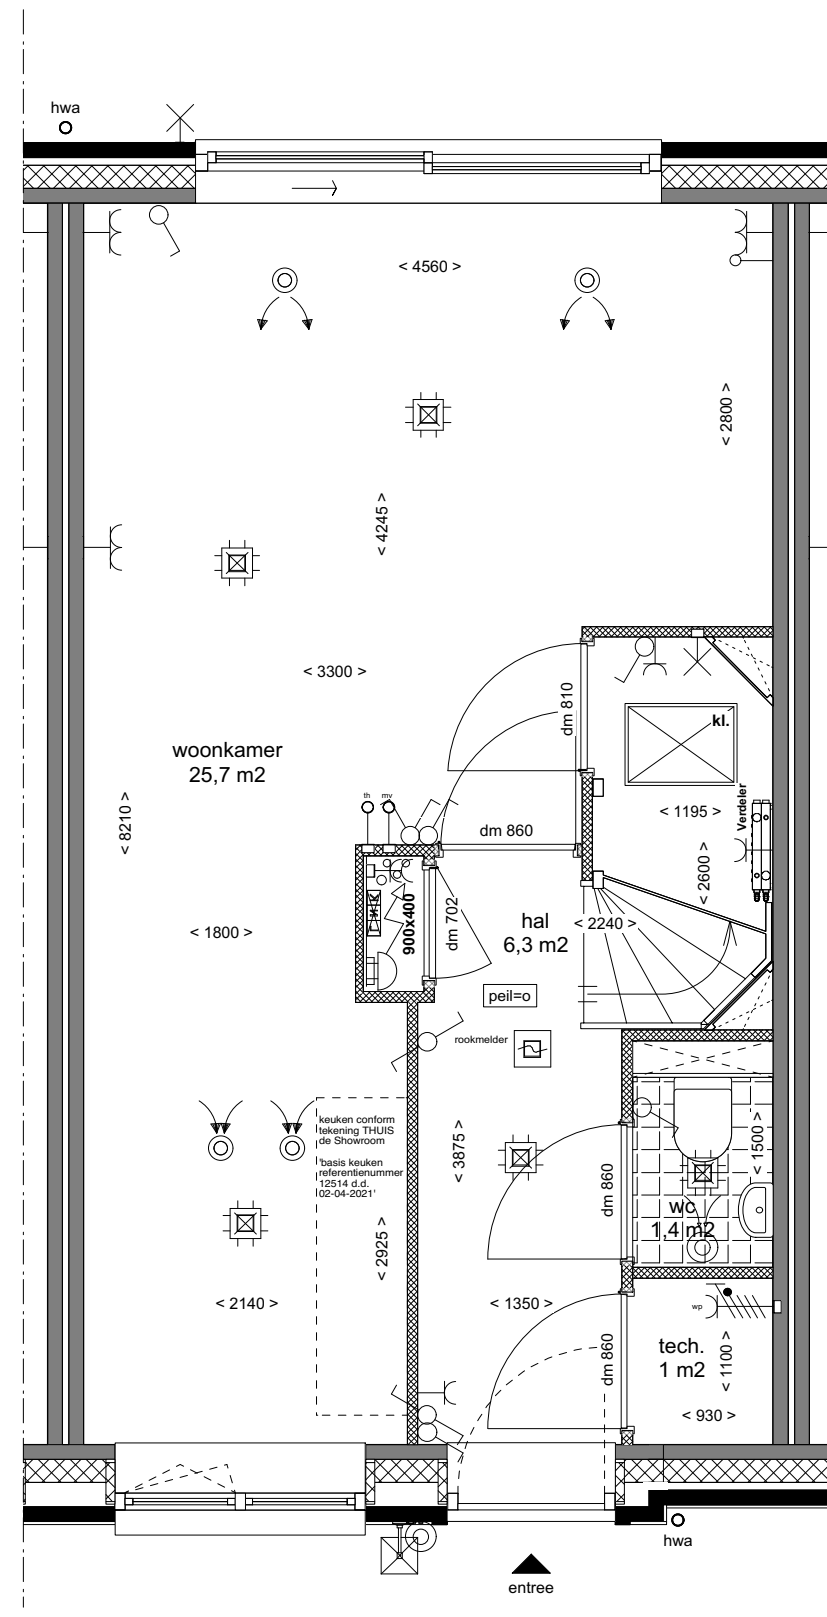 hwa
< 4560 >
< 2800 >
< 4245 >
< 3300 >
dm 810
kl.
woonkamer
25,7 m2
< 8210 >
th
mv
dm 860
< 1195 >
Verdeler
< 2600 >
900x400
dm 702
hal
6,3 m2
< 2240 >
< 1800 >
peil=o
rookmelder
keuken conform
tekening THUIS
de Showroom
'basis keuken
referentienummer
12514 d.d.
02-04-2021'
< 3875 >
< 1500 >
dm 860
wc
1,4 m2
< 2925 >
< 2140 >
< 1350 >
wp
tech.
1 m2
< 1100 >
dm 860
< 930 >
hwa
entree